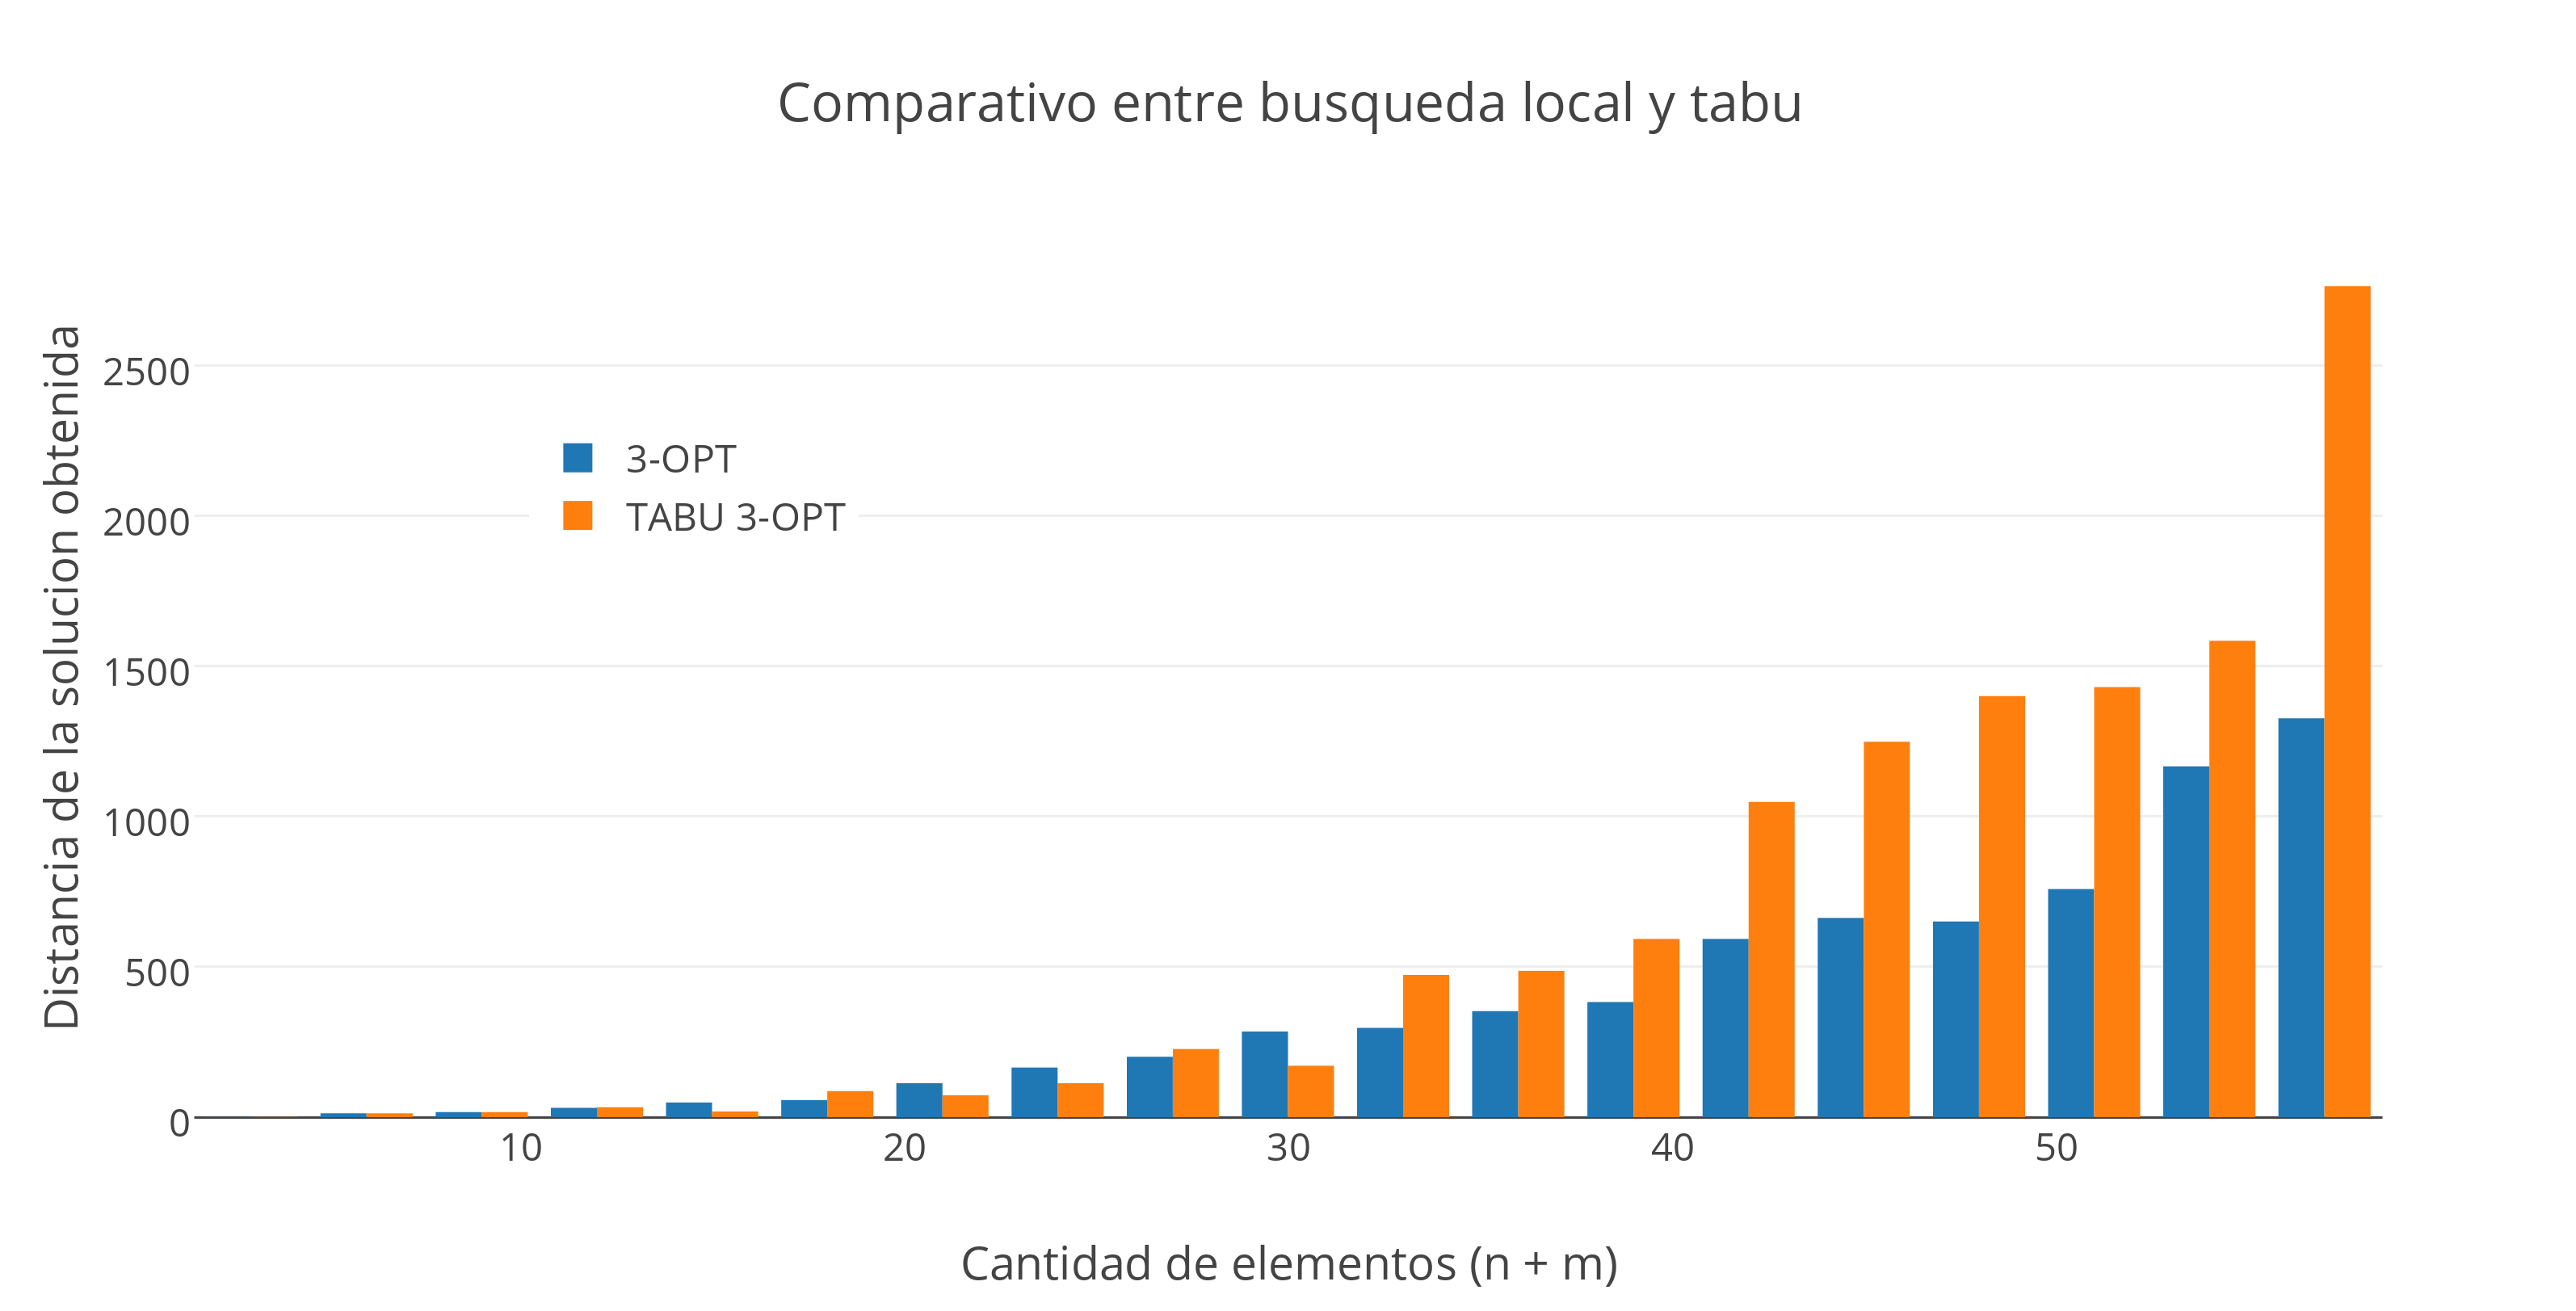 Comparativo entre busqueda local y tabu
Distancia de la solucion obtenida
2500
2000
1500
1000
500
0
3-OPT
TABU 3-OPT
10
20
30
40
50
Cantidad de elementos (n + m)